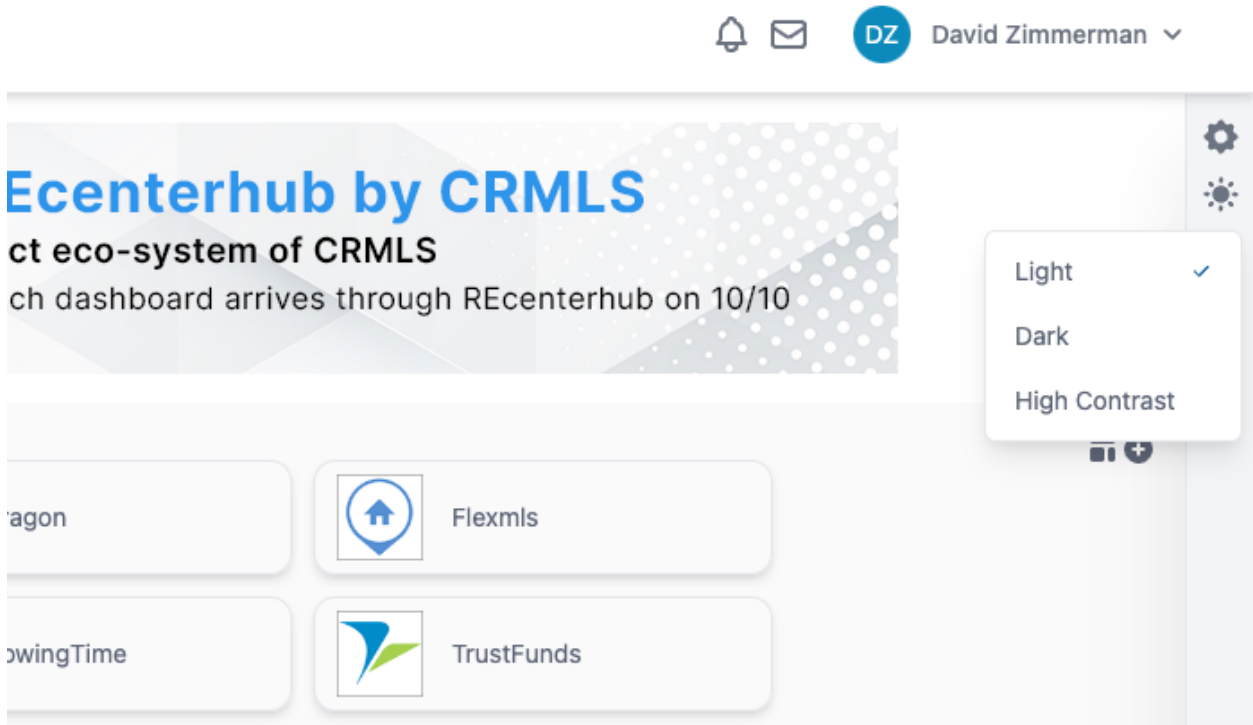 DZ David Zimmerman
Ecenterhub by CRMLS
ct eco-system of CRMLS
ch dashboard arrives through REcenterhub on 10/10
Light
Dark
High Contrast
agon
Flexmls
owingTime
TrustFunds